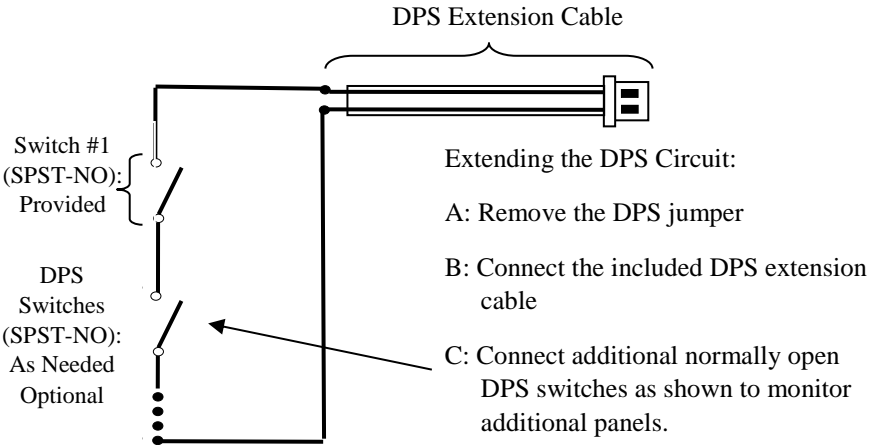 DPS Extension Cable
Switch #1
(SPST-NO):
Provided
DPS
Switches
(SPST-NO):
As Needed
Optional
Extending the DPS Circuit:
A: Remove the DPS jumper
B: Connect the included DPS extension
cable
C: Connect additional normally open
DPS switches as shown to monitor
additional panels.